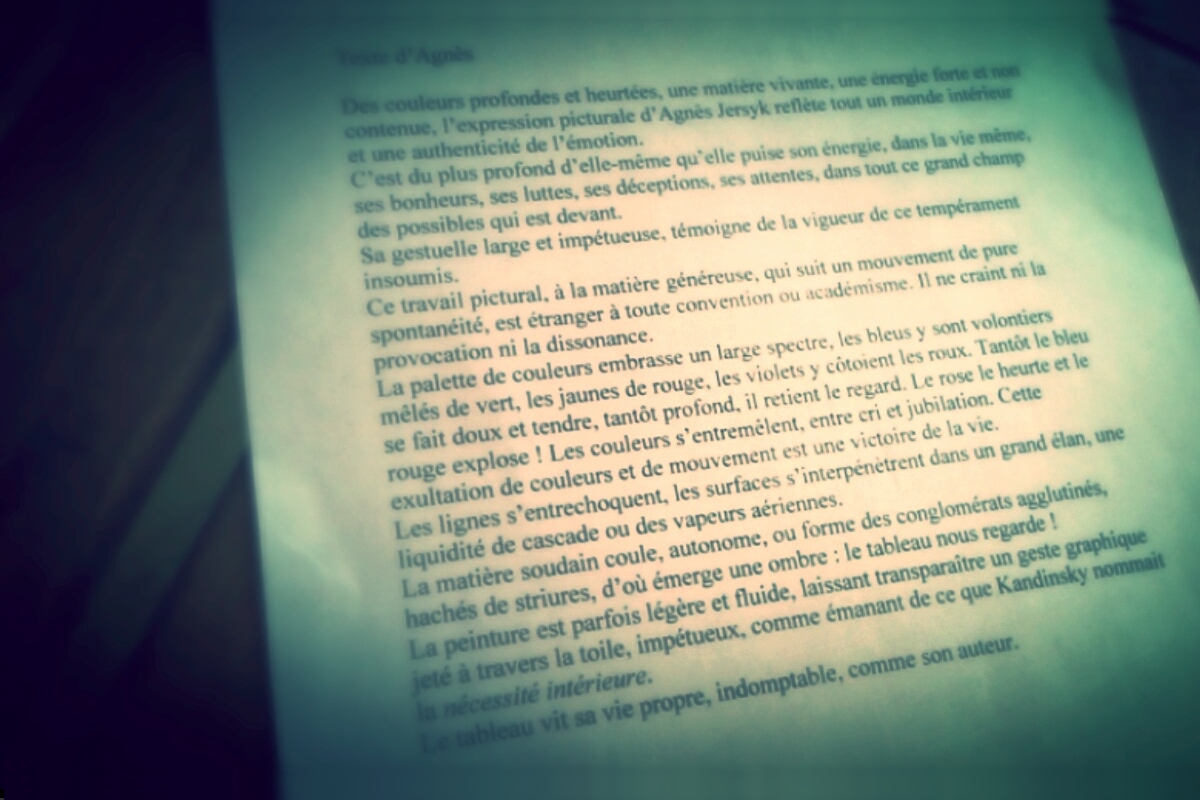 Texte d'Agnès
Des couleurs profondes et heurtées, une matière vivante, une énergie forte et non
contenue, l'expression picturale d'Agnès Jersyk reflète tout un monde intérieur
et une authenticité de l'émotion.
C'est du plus profond d'elle-même qu'elle puise son énergie, dans la vie même,
ses bonheurs, ses luttes, ses déceptions, ses attentes, dans tout ce grand champ
des possibles qui est devant.
Sa gestuelle large et impétueuse, témoigne de la vigueur de ce tempérament
insoumis.
Ce travail pictural, à la matière généreuse, qui suit un mouvement de pure
spontanéité, est étranger à toute convention ou académisme. Il ne craint ni la
provocation ni la dissonance.
La palette de couleurs embrasse un large spectre, les bleus y sont volontiers
mêlés de vert, les jaunes de rouge, les violets y côtoient les roux. Tantôt le bleu
se fait doux et tendre, tantôt profond, il retient le regard. Le rose le heurte et le
rouge explose ! Les couleurs s'entremêlent, entre cri et jubilation. Cette
exultation de couleurs et de mouvement est une victoire de la vie.
Les lignes s'entrechoquent, les surfaces s'interpénètrent dans un grand élan, une
liquidité de cascade ou des vapeurs aériennes.
La matière soudain coule, autonome, ou forme des conglomérats agglutinés,
hachés de striures, d'où émerge une ombre : le tableau nous regarde !
La peinture est parfois légère et fluide, laissant transparaître un geste graphique
jeté à travers la toile, impétueux, comme émanant de ce que Kandinsky nommait
la nécessité intérieure.
Le tableau vit sa vie propre, indomptable, comme son auteur.